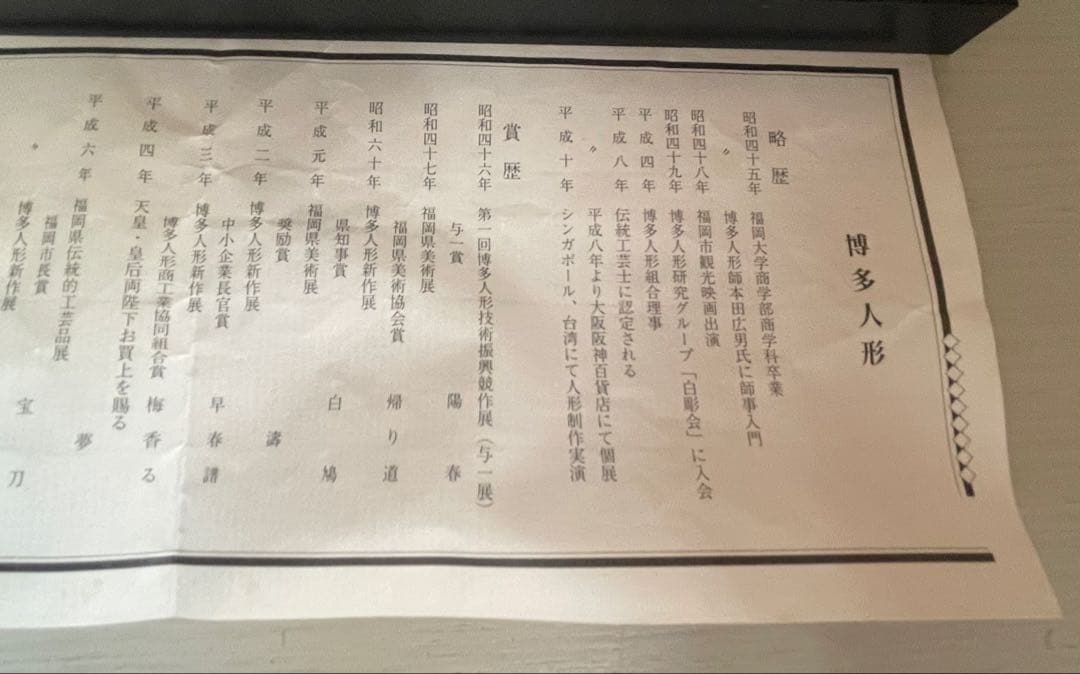 博多人形
略歴
昭和四十五年 福岡大学商学部商学科卒業
〃 博多人形師本田広男氏に師事入門
昭和四十八年 福岡市観光映画出演
昭和四十九年 博多人形研究グループ「白彫会」に入会
平成四年 博多人形組合理事
平成八年 伝統工芸士に認定される
〃 平成八年より大阪阪神百貨店にて個展
平成十年 シンガポール、台湾にて人形制作実演
賞歴
昭和四十六年 第一回博多人形技術振興競作展(与一展)
与一賞 陽春
昭和四十七年 福岡県美術展
福岡県美術協会賞 帰り道
昭和六十年 博多人形新作展
県知事賞 白鳩
平成元年 福岡県美術展
奨励賞 濤
平成二年 博多人形新作展
中小企業長官賞 早春譜
平成三年 博多人形新作展
博多人形商工業協同組合賞 梅香る
平成四年 天皇・皇后両陛下お買上を賜る
平成六年 福岡県伝統的工芸品展
福岡市長賞 夢
〃 博多人形新作展
宝刀